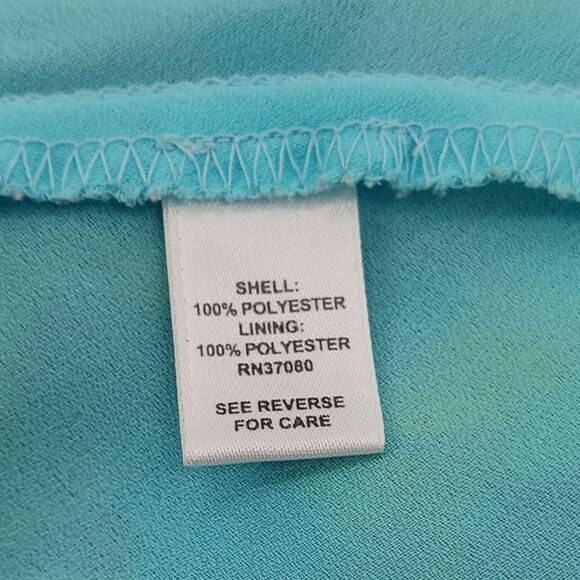 SHELL:
100% POLYESTER
LINING:
100% POLYESTER
RN37080
SEE REVERSE
FOR CARE